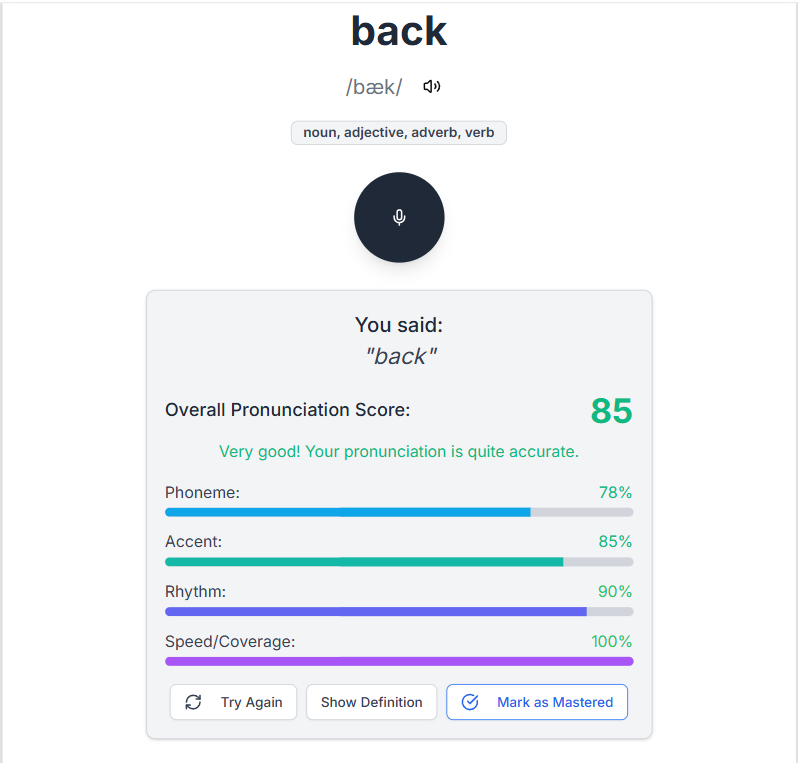 back
/bæk/
noun, adjective, adverb, verb
You said:
"back"
Overall Pronunciation Score: 85
Very good! Your pronunciation is quite accurate.
Phoneme: 78%
Accent: 85%
Rhythm: 90%
Speed/Coverage: 100%
Try Again Show Definition Mark as Mastered